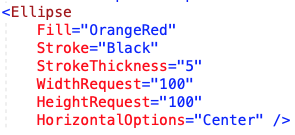 <Ellipse
Fill="OrangeRed"
Stroke="Black"
StrokeThickness="5"
WidthRequest="100"
HeightRequest="100"
HorizontalOptions="Center" />